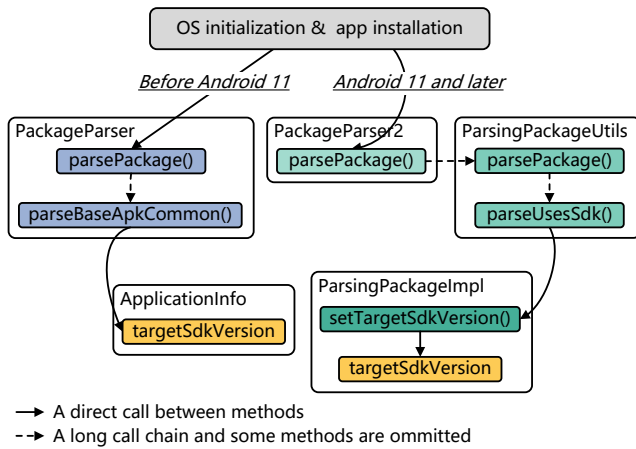 OS initialization & app installation
Before Android 11
Android 11 and later
PackageParser
parsePackage()
parseBaseApkCommon()
PackageParser2
parsePackage()
ParsingPackageUtils
parsePackage()
parseUsesSdk()
ApplicationInfo
targetSdkVersion
ParsingPackageImpl
setTargetSdkVersion()
targetSdkVersion
A direct call between methods
A long call chain and some methods are ommitted